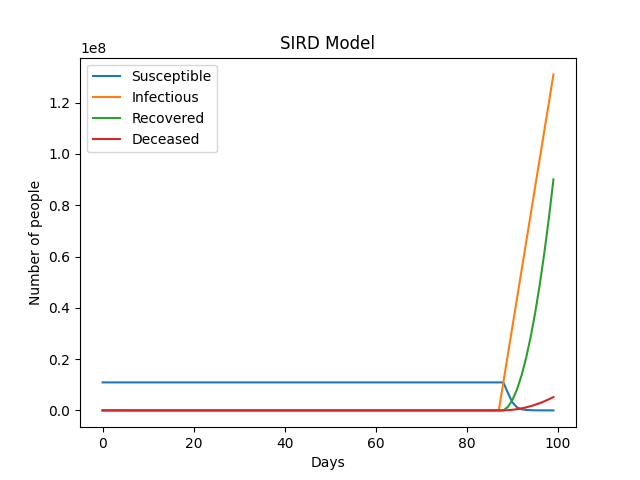 SIRD Model
1e8
Susceptible
Infectious
Recovered
Deceased
1.2
1.0
0.8
0.6
0.4
0.2
0.0
Number of people
0 20 40 60 80 100
Days